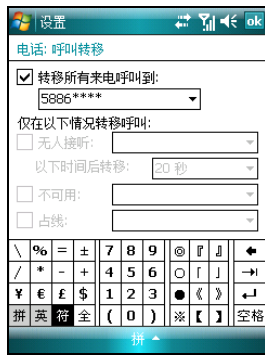 设置 ok
电话: 呼叫转移
转移所有来电呼叫到:
5886****
仅在以下情况转移呼叫:
无人接听:
以下时间后转移: 20 秒
不可用:
占线:
\ % = ± 7 8 9 ◎ 『 』 ←
/ * - + 4 5 6 ○ 「 」 →
¥ € £ $ 1 2 3 ● 《 》 ↵
拼 英 符 全 ( 0 ) ※ 【 】 空格
拼